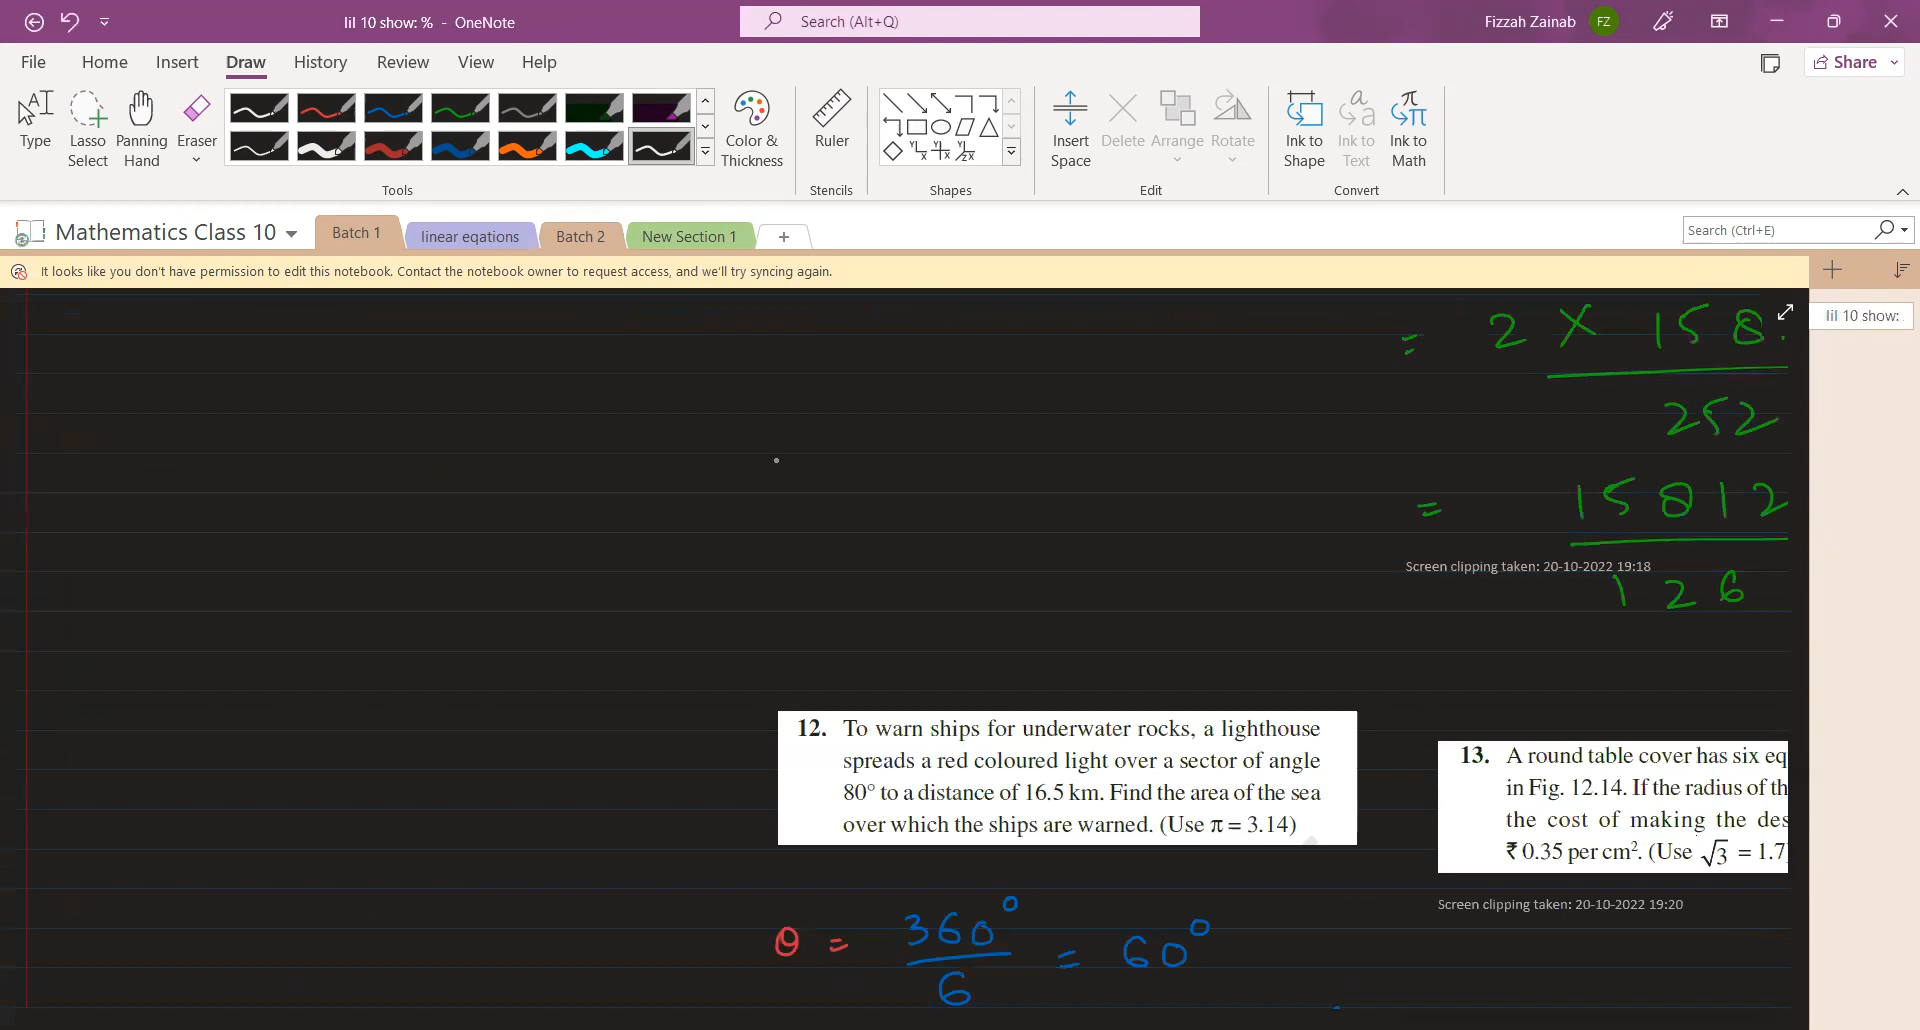 lil 10 show: % - OneNote
Search (Alt+Q)
Fizzah Zainab
FZ
File Home Insert Draw History Review View Help
Share
Type
Lasso Select
Panning Hand
Eraser
Color & Thickness
Ruler
Insert Space
Delete
Arrange
Rotate
Ink to Shape
Ink to Text
Ink to Math
Tools
Stencils
Shapes
Edit
Convert
Mathematics Class 10
Batch 1
linear eqations
Batch 2
New Section 1
+
Search (Ctrl+E)
It looks like you don't have permission to edit this notebook. Contact the notebook owner to request access, and we'll try syncing again.
lil 10 show:
= 2 X 158.
252
= 15812
Screen clipping taken: 20-10-2022 19:18
126
12. To warn ships for underwater rocks, a lighthouse
spreads a red coloured light over a sector of angle
80° to a distance of 16.5 km. Find the area of the sea
over which the ships are warned. (Use π = 3.14)
13. A round table cover has six eq
in Fig. 12.14. If the radius of th
the cost of making the des
₹ 0.35 per cm². (Use √3 = 1.7
Screen clipping taken: 20-10-2022 19:20
θ = 360° / 6 = 60°